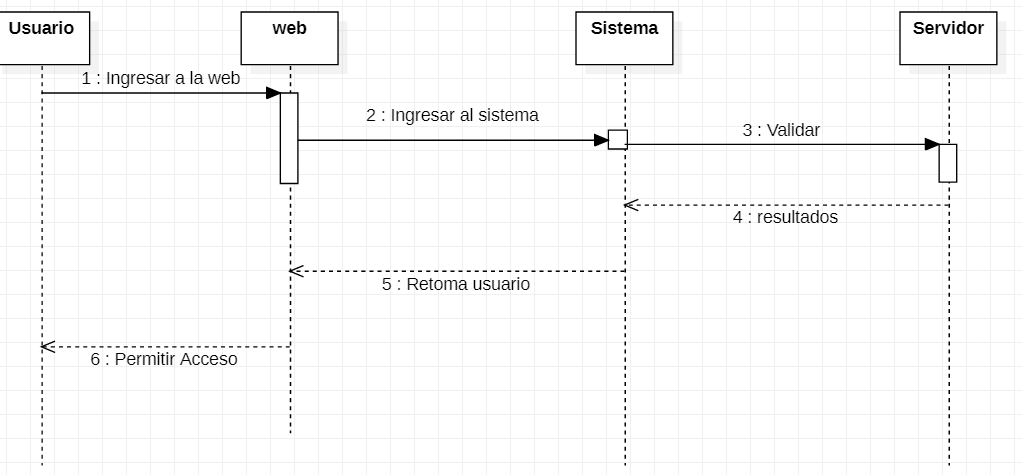 Usuario
web
Sistema
Servidor
1 : Ingresar a la web
2 : Ingresar al sistema
3 : Validar
4 : resultados
5 : Retoma usuario
6 : Permitir Acceso